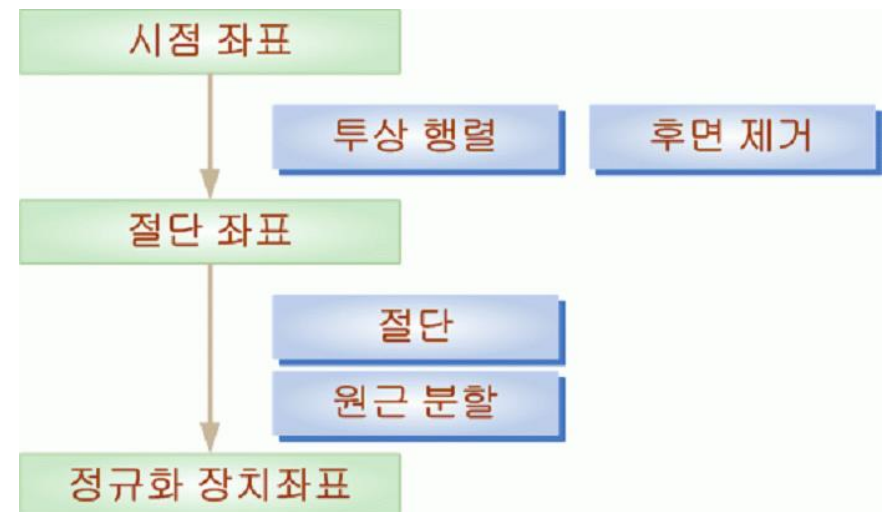 시점 좌표
투상 행렬
후면 제거
절단 좌표
절단
원근 분할
정규화 장치좌표